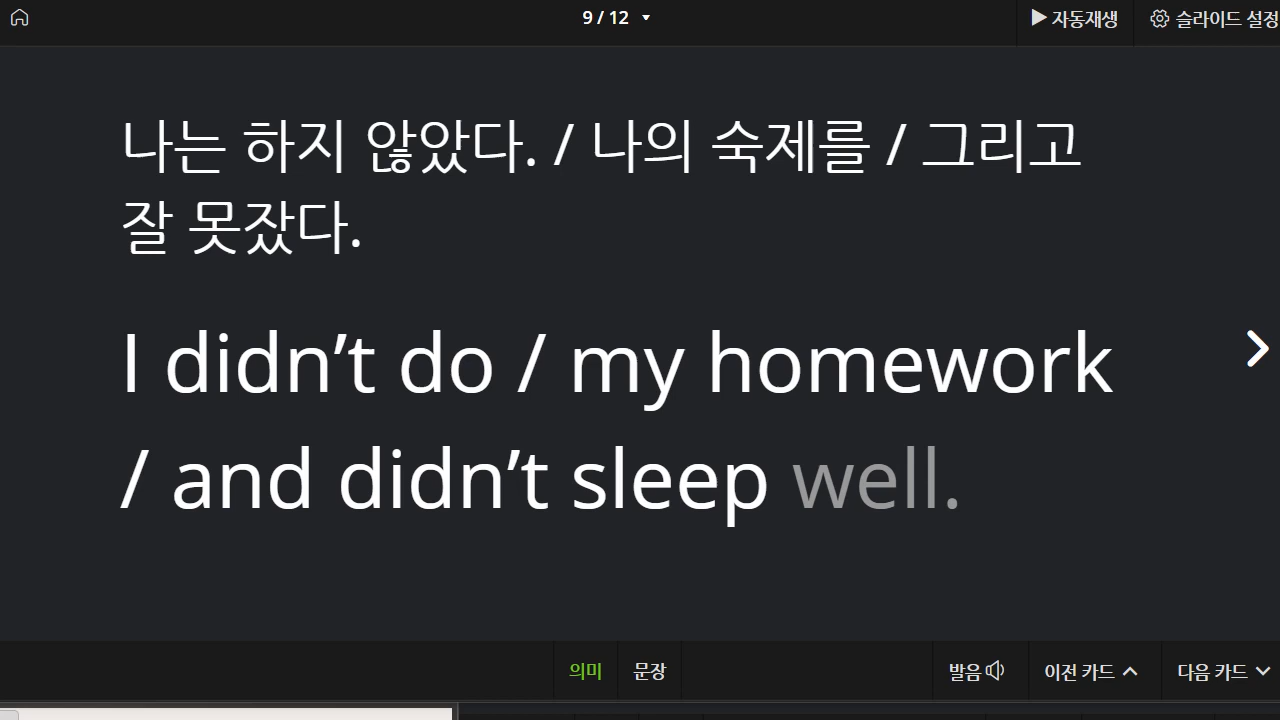 9 / 12
자동재생
슬라이드 설정
나는 하지 않았다. / 나의 숙제를 / 그리고
잘 못잤다.
I didn’t do / my homework
/ and didn’t sleep well.
의미
문장
발음
이전 카드
다음 카드